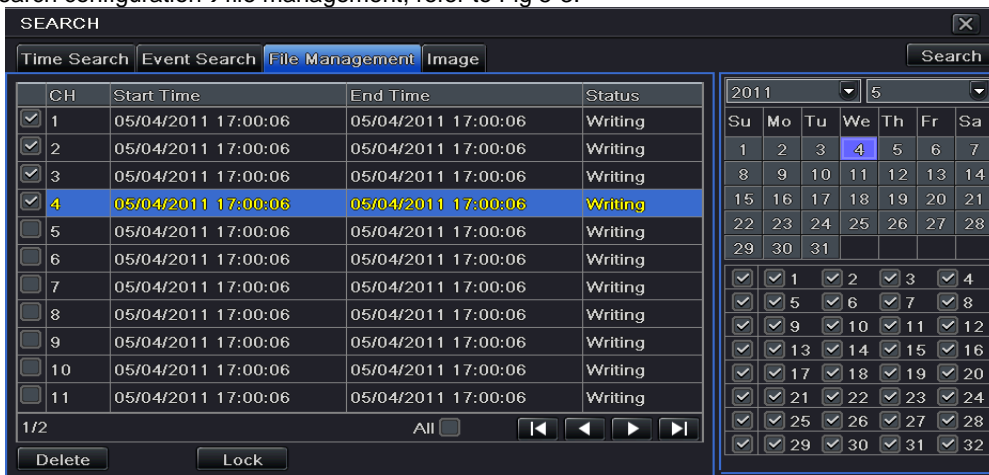 SEARCH
Time Search Event Search File Management Image Search
CH Start Time End Time Status
1 05/04/2011 17:00:06 05/04/2011 17:00:06 Writing
2 05/04/2011 17:00:06 05/04/2011 17:00:06 Writing
3 05/04/2011 17:00:06 05/04/2011 17:00:06 Writing
4 05/04/2011 17:00:06 05/04/2011 17:00:06 Writing
5 05/04/2011 17:00:06 05/04/2011 17:00:06 Writing
6 05/04/2011 17:00:06 05/04/2011 17:00:06 Writing
7 05/04/2011 17:00:06 05/04/2011 17:00:06 Writing
8 05/04/2011 17:00:06 05/04/2011 17:00:06 Writing
9 05/04/2011 17:00:06 05/04/2011 17:00:06 Writing
10 05/04/2011 17:00:06 05/04/2011 17:00:06 Writing
11 05/04/2011 17:00:06 05/04/2011 17:00:06 Writing
1/2 All
Delete Lock
2011 5
Su Mo Tu We Th Fr Sa
1 2 3 4 5 6 7
8 9 10 11 12 13 14
15 16 17 18 19 20 21
22 23 24 25 26 27 28
29 30 31
1 2 3 4
5 6 7 8
9 10 11 12
13 14 15 16
17 18 19 20
21 22 23 24
25 26 27 28
29 30 31 32